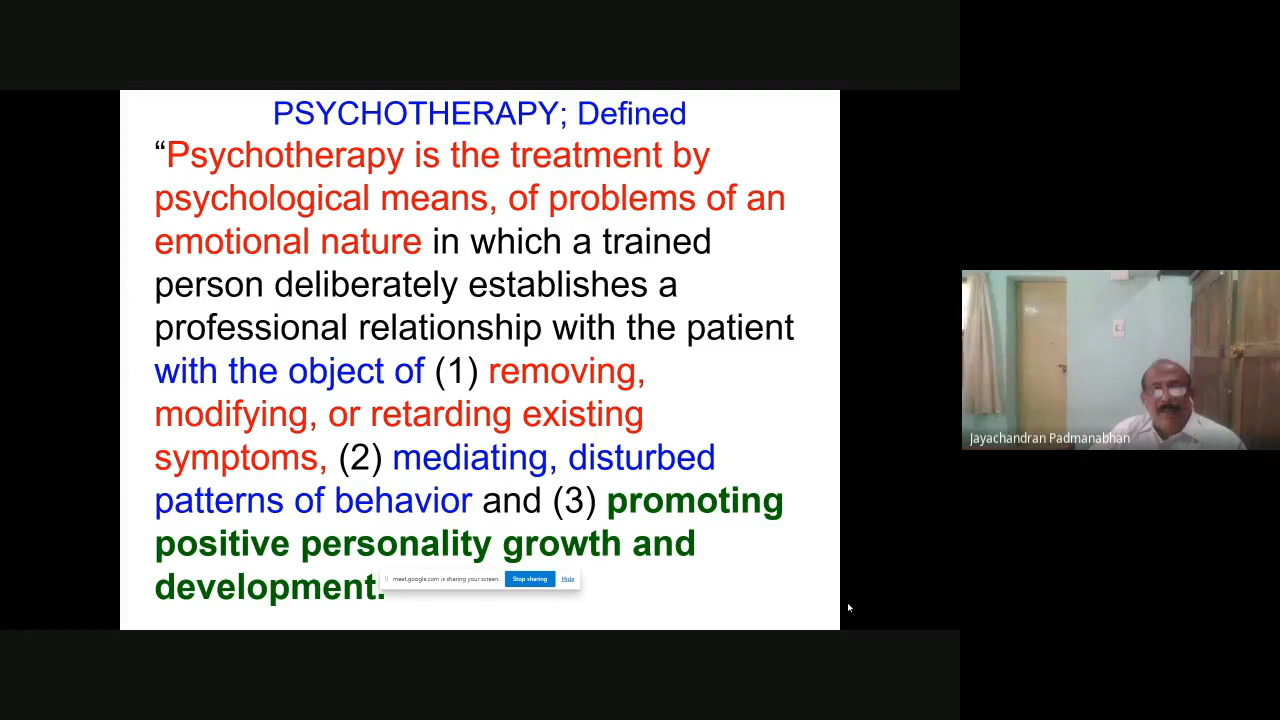 PSYCHOTHERAPY; Defined
“Psychotherapy is the treatment by
psychological means, of problems of an
emotional nature in which a trained
person deliberately establishes a
professional relationship with the patient
with the object of (1) removing,
modifying, or retarding existing
symptoms, (2) mediating, disturbed
patterns of behavior and (3) promoting
positive personality growth and
development.
meet.google.com is sharing your screen. Stop sharing Hide
Jayachandran Padmanabhan